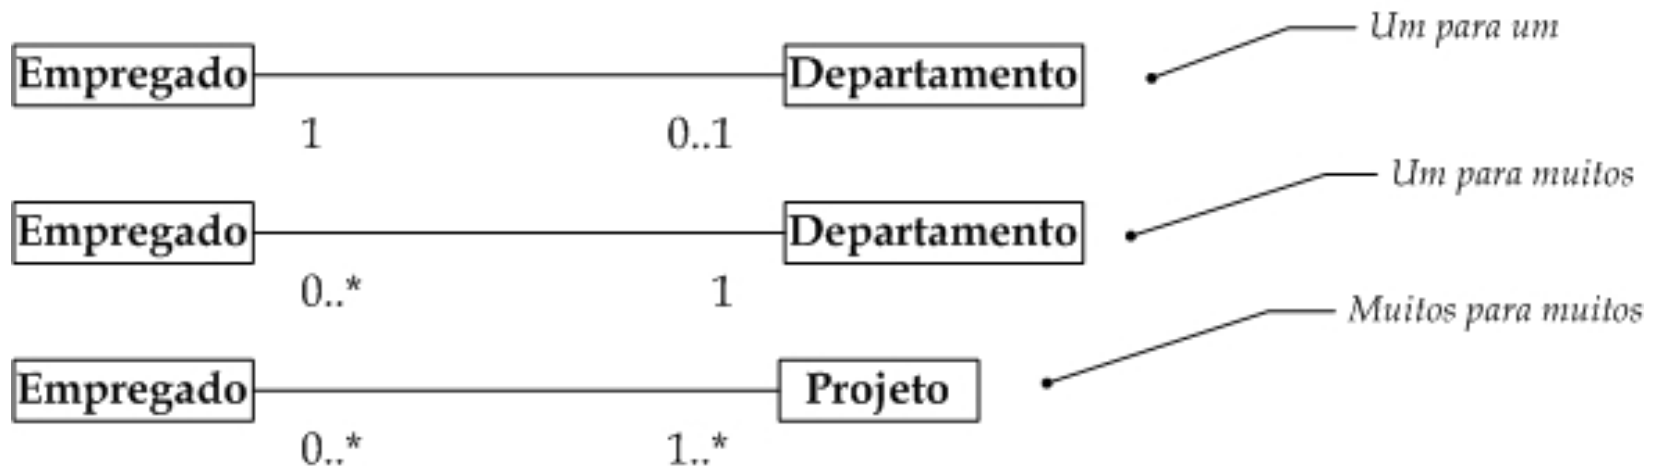 Um para um
Empregado Departamento
1 0..1
Um para muitos
Empregado Departamento
0..* 1
Muitos para muitos
Empregado Projeto
0..* 1..*